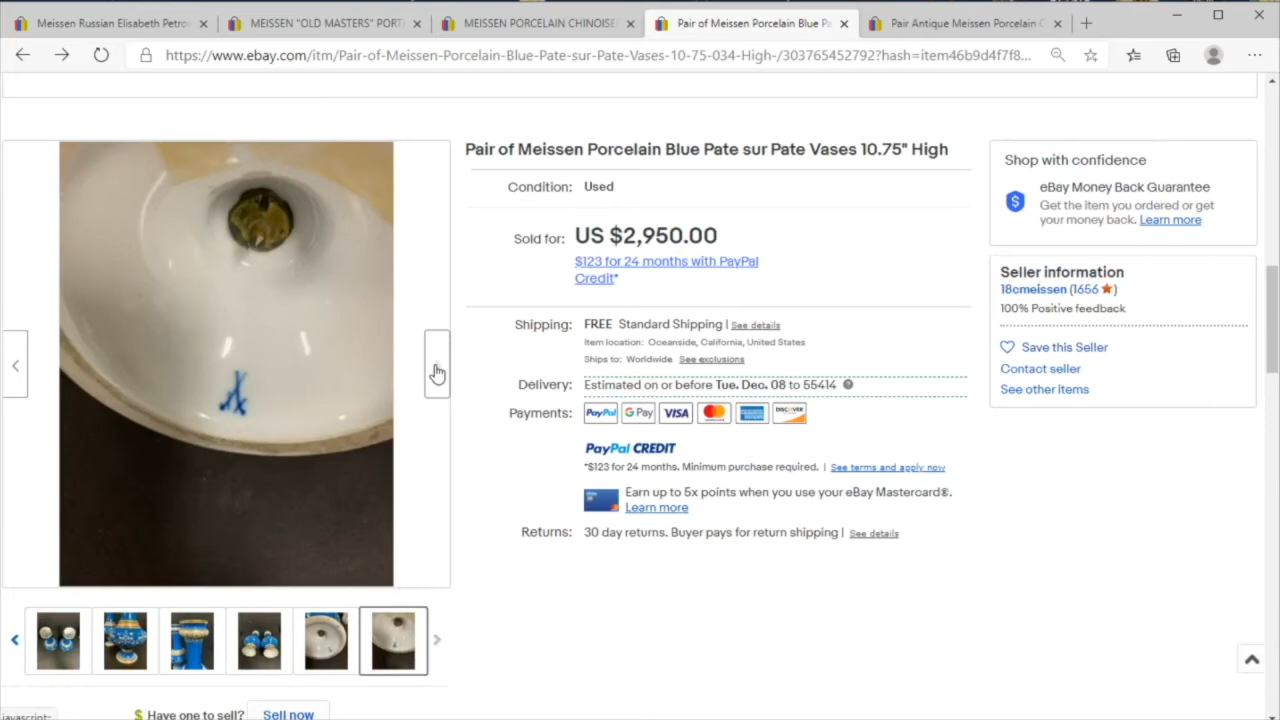 Meissen Russian Elisabeth Petro
MEISSEN "OLD MASTERS" PORT
MEISSEN PORCELAIN CHINOISE
Pair of Meissen Porcelain Blue Pa
Pair Antique Meissen Porcelain C
https://www.ebay.com/itm/Pair-of-Meissen-Porcelain-Blue-Pate-sur-Pate-Vases-10-75-034-High-/303765452792?hash=item46b9d4f7f8...
Pair of Meissen Porcelain Blue Pate sur Pate Vases 10.75" High
Condition: Used
Sold for: US $2,950.00
$123 for 24 months with PayPal
Credit*
Shipping: FREE Standard Shipping | See details
Item location: Oceanside, California, United States
Ships to: Worldwide See exclusions
Delivery: Estimated on or before Tue. Dec. 08 to 55414 ?
Payments: PayPal G Pay VISA MasterCard AMERICAN EXPRESS DISCOVER
PayPal CREDIT
*$123 for 24 months. Minimum purchase required. | See terms and apply now
Earn up to 5x points when you use your eBay Mastercard®.
Learn more
Returns: 30 day returns. Buyer pays for return shipping | See details
Shop with confidence
$
eBay Money Back Guarantee
Get the item you ordered or get
your money back. Learn more
Seller information
18cmeissen (1656 ★)
100% Positive feedback
Save this Seller
Contact seller
See other items
$ Have one to sell? Sell now
javascript: